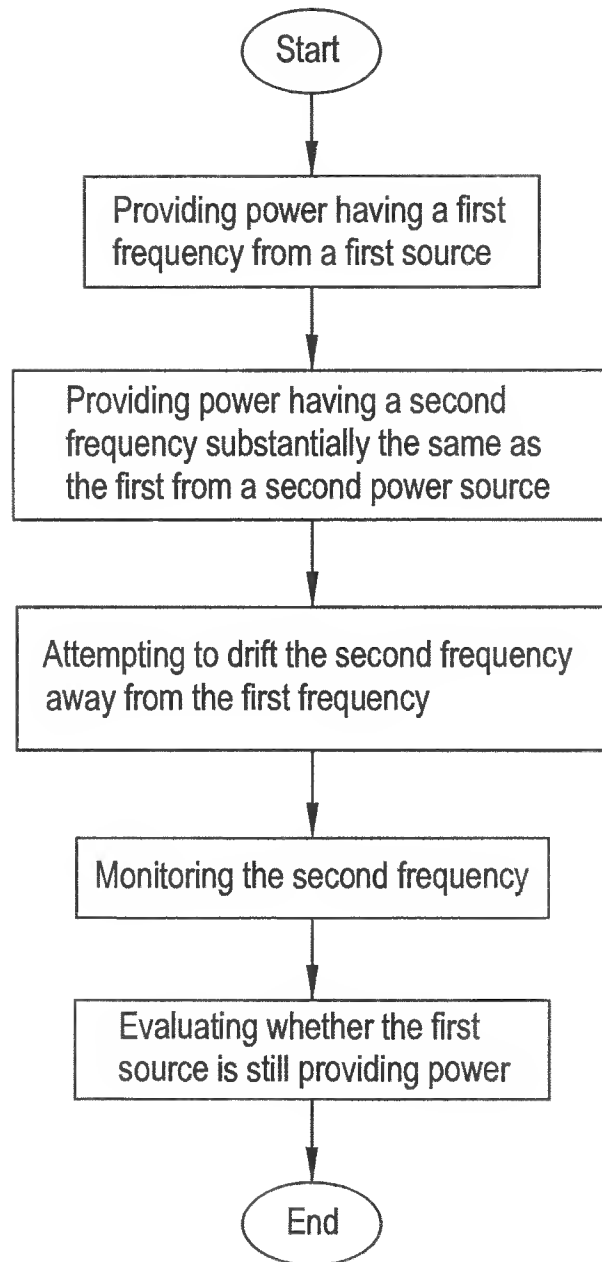 Start
Providing power having a first
frequency from a first source
Providing power having a second
frequency substantially the same as
the first from a second power source
Attempting to drift the second frequency
away from the first frequency
Monitoring the second frequency
Evaluating whether the first
source is still providing power
End